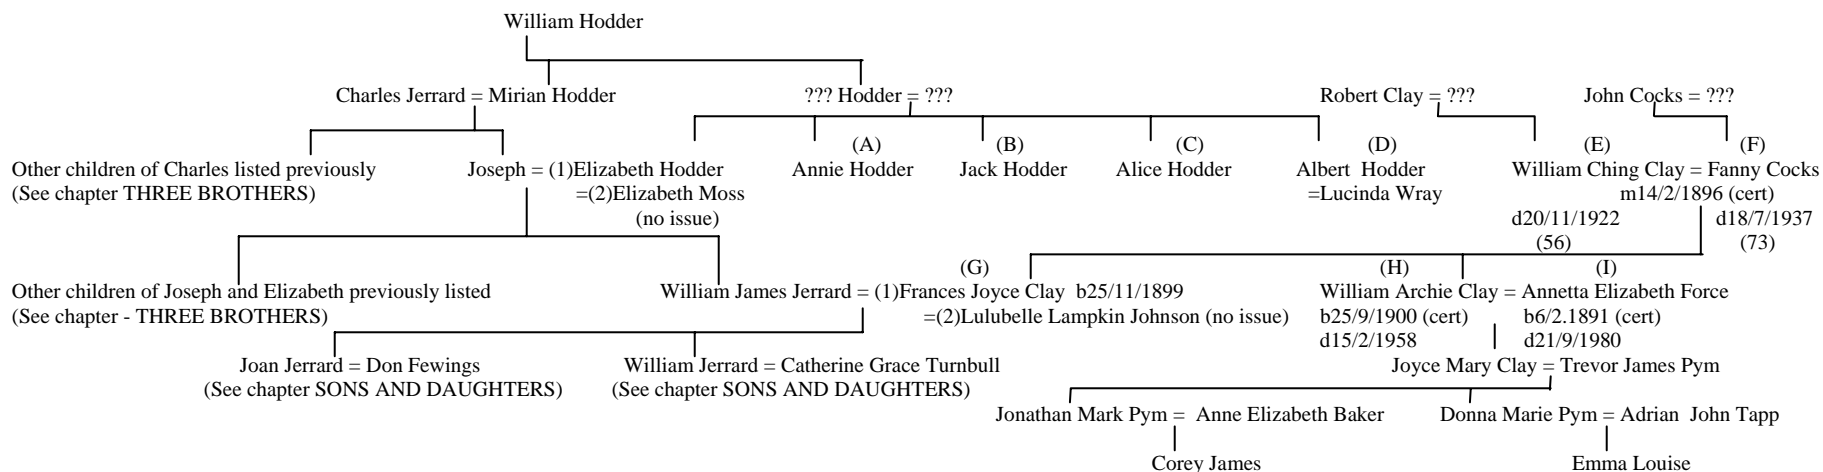 William Hodder
Charles Jerrard = Mirian Hodder ??? Hodder = ??? Robert Clay = ??? John Cocks = ???
(A) (B) (C) (D) (E) (F)
Other children of Charles listed previously Joseph = (1)Elizabeth Hodder Annie Hodder Jack Hodder Alice Hodder Albert Hodder William Ching Clay = Fanny Cocks
(See chapter THREE BROTHERS) =(2)Elizabeth Moss =Lucinda Wray m14/2/1896 (cert)
(no issue) d20/11/1922 d18/7/1937
(56) (73)
(G) (H) (I)
Other children of Joseph and Elizabeth previously listed William James Jerrard = (1)Frances Joyce Clay b25/11/1899 William Archie Clay = Annetta Elizabeth Force
(See chapter - THREE BROTHERS) =(2)Lulubelle Lampkin Johnson (no issue) b25/9/1900 (cert) b6/2.1891 (cert)
d15/2/1958 d21/9/1980
Joan Jerrard = Don Fewings William Jerrard = Catherine Grace Turnbull Joyce Mary Clay = Trevor James Pym
(See chapter SONS AND DAUGHTERS) (See chapter SONS AND DAUGHTERS)
Jonathan Mark Pym = Anne Elizabeth Baker Donna Marie Pym = Adrian John Tapp
Corey James Emma Louise